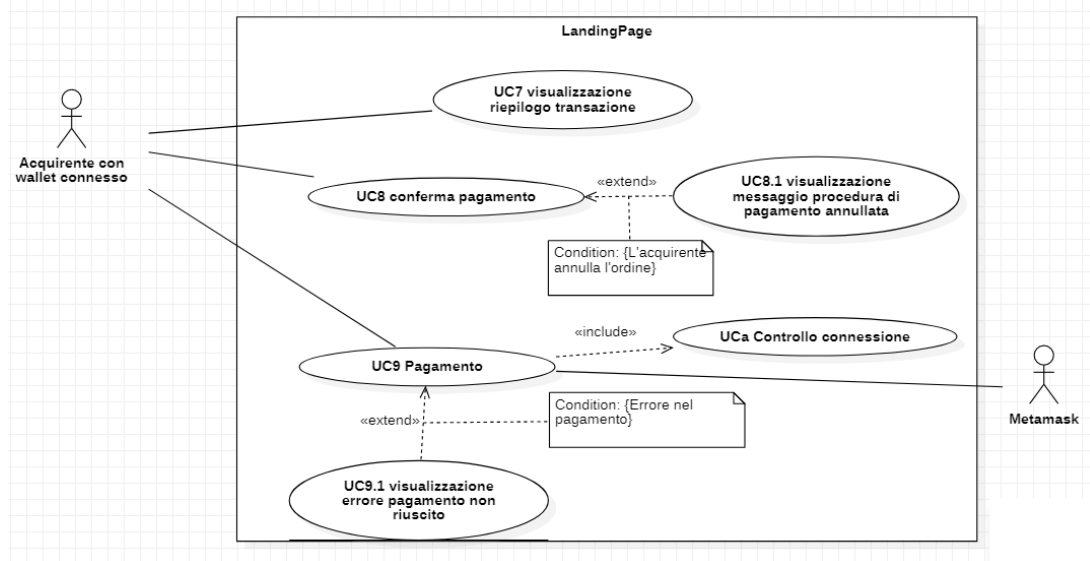 LandingPage
UC7 visualizzazione
riepilogo transazione
Acquirente con
wallet connesso
UC8 conferma pagamento
«extend»
UC8.1 visualizzazione
messaggio procedura di
pagamento annullata
Condition: {L'acquirente
annulla l'ordine}
«include»
UCa Controllo connessione
UC9 Pagamento
Metamask
«extend»
Condition: {Errore nel
pagamento}
UC9.1 visualizzazione
errore pagamento non
riuscito